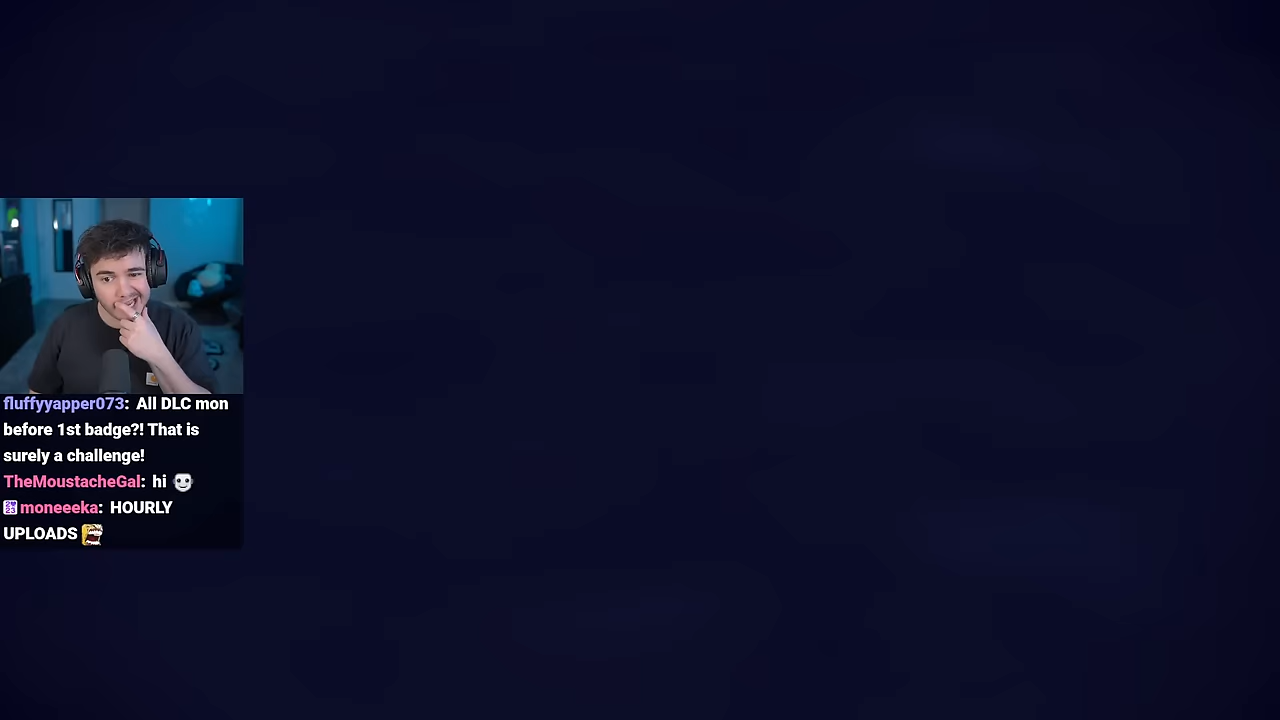 fluffyyapper073: All DLC mon
before 1st badge?! That is
surely a challenge!
TheMoustacheGal: hi
moneeeka: HOURLY
UPLOADS